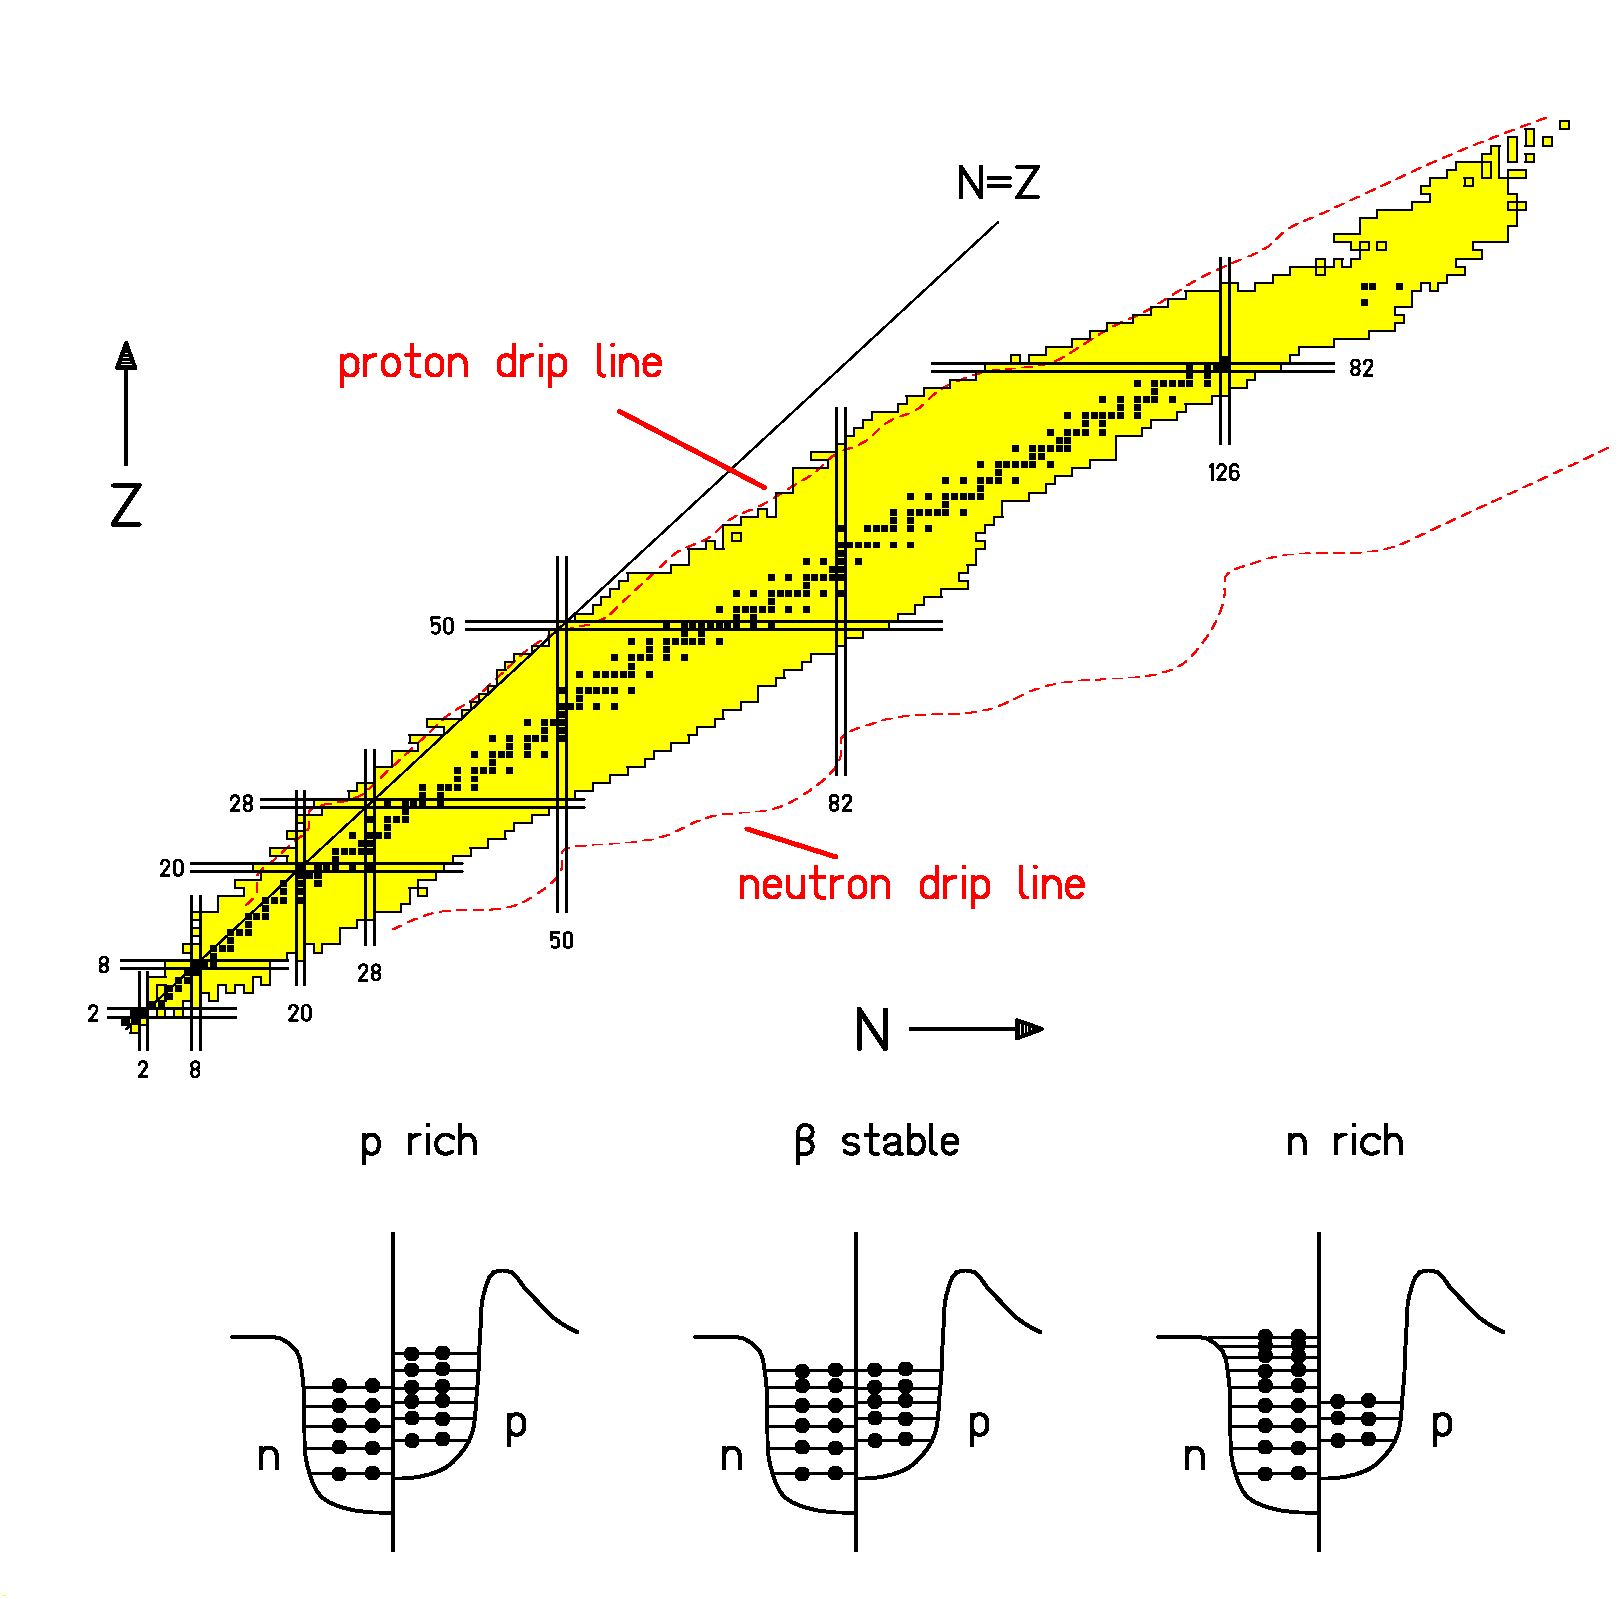 N=Z
proton drip line
82
Z
126
50
28
82
20
neutron drip line
50
8
28
2
20
N
2
8
p rich
β stable
n rich
n
p
n
p
n
p